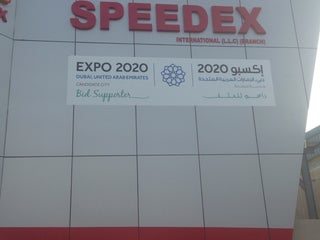 SPEEDEX
INTERNATIONAL (L.L.C) (BRANCH)
EXPO 2020
DUBAI, UNITED ARAB EMIRATES
CANDIDATE CITY
Bid Supporter
إكسبو 2020
دبي، الإمارات العربية المتحدة